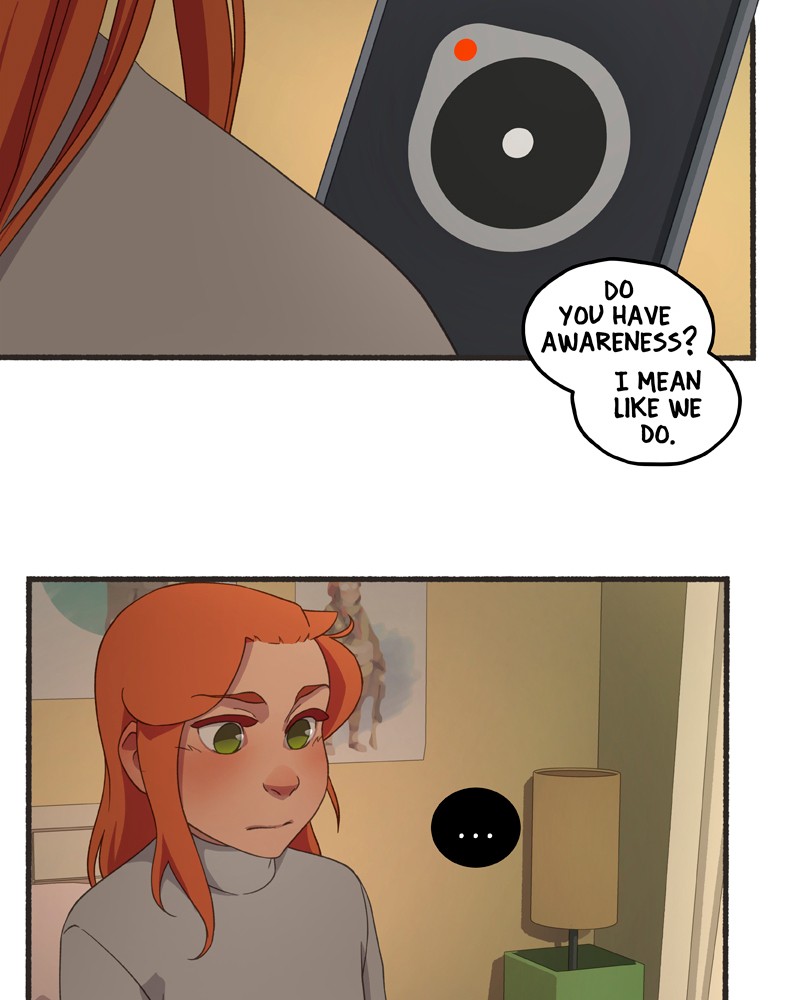 DO
YOU HAVE
AWARENESS?
I MEAN
LIKE WE
DO.
...